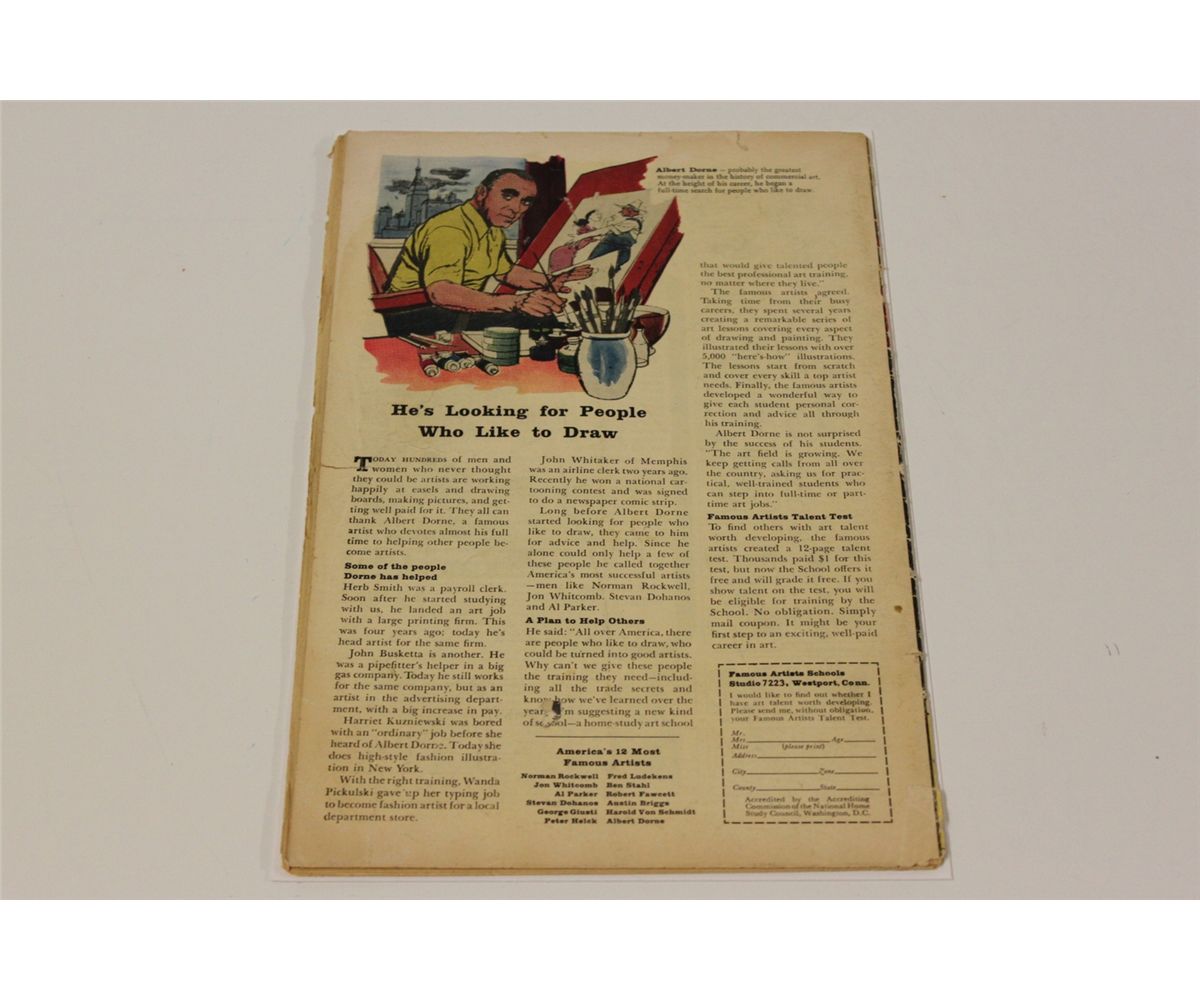 Albert Dorne — probably the greatest
money-maker in the history of commercial art.
At the height of his career, he began a
full-time search for people who like to draw.
He's Looking for People
Who Like to Draw
TODAY HUNDREDS of men and
women who never thought
they could be artists are working
happily at easels and drawing
boards, making pictures, and get-
ting well paid for it. They all can
thank Albert Dorne, a famous
artist who devotes almost his full
time to helping other people be-
come artists.
Some of the people
Dorne has helped
Herb Smith was a payroll clerk.
Soon after he started studying
with us, he landed an art job
with a large printing firm. This
was four years ago; today he's
head artist for the same firm.
John Busketta is another. He
was a pipefitter's helper in a big
gas company. Today he still works
for the same company, but as an
artist in the advertising depart-
ment, with a big increase in pay.
Harriet Kuzniewski was bored
with an "ordinary" job before she
heard of Albert Dorne. Today she
does high-style fashion illustra-
tion in New York.
With the right training, Wanda
Pickulski gave up her typing job
to become fashion artist for a local
department store.
John Whitaker of Memphis
was an airline clerk two years ago.
Recently he won a national car-
tooning contest and was signed
to do a newspaper comic strip.
Long before Albert Dorne
started looking for people who
like to draw, they came to him
for advice and help. Since he
alone could only help a few of
these people he called together
America's most successful artists
—men like Norman Rockwell,
Jon Whitcomb, Stevan Dohanos
and Al Parker.
A Plan to Help Others
He said: "All over America, there
are people who like to draw, who
could be turned into good artists.
Why can't we give these people
the training they need—includ-
ing all the trade secrets and
know-how we've learned over the
year I'm suggesting a new kind
of school—a home-study art school
America's 12 Most
Famous Artists
Norman Rockwell Fred Ludekens
Jon Whitcomb Ben Stahl
Al Parker Robert Fawcett
Stevan Dohanos Austin Briggs
George Giusti Harold Von Schmidt
Peter Helck Albert Dorne
that would give talented people
the best professional art training,
no matter where they live."
The famous artists agreed.
Taking time from their busy
careers, they spent several years
creating a remarkable series of
art lessons covering every aspect
of drawing and painting. They
illustrated their lessons with over
5,000 "here's-how" illustrations.
The lessons start from scratch
and cover every skill a top artist
needs. Finally, the famous artists
developed a wonderful way to
give each student personal cor-
rection and advice all through
his training.
Albert Dorne is not surprised
by the success of his students.
"The art field is growing. We
keep getting calls from all over
the country, asking us for prac-
tical, well-trained students who
can step into full-time or part-
time art jobs."
Famous Artists Talent Test
To find others with art talent
worth developing, the famous
artists created a 12-page talent
test. Thousands paid $1 for this
test, but now the School offers it
free and will grade it free. If you
show talent on the test, you will
be eligible for training by the
School. No obligation. Simply
mail coupon. It might be your
first step to an exciting, well-paid
career in art.
Famous Artists Schools
Studio 7223, Westport, Conn.
I would like to find out whether I
have art talent worth developing.
Please send me, without obligation,
your Famous Artists Talent Test.
Mr.
Mrs. Age
Miss (please print)
Address
City Zone
County State
Accredited by the Accrediting
Commission of the National Home
Study Council, Washington, D.C.